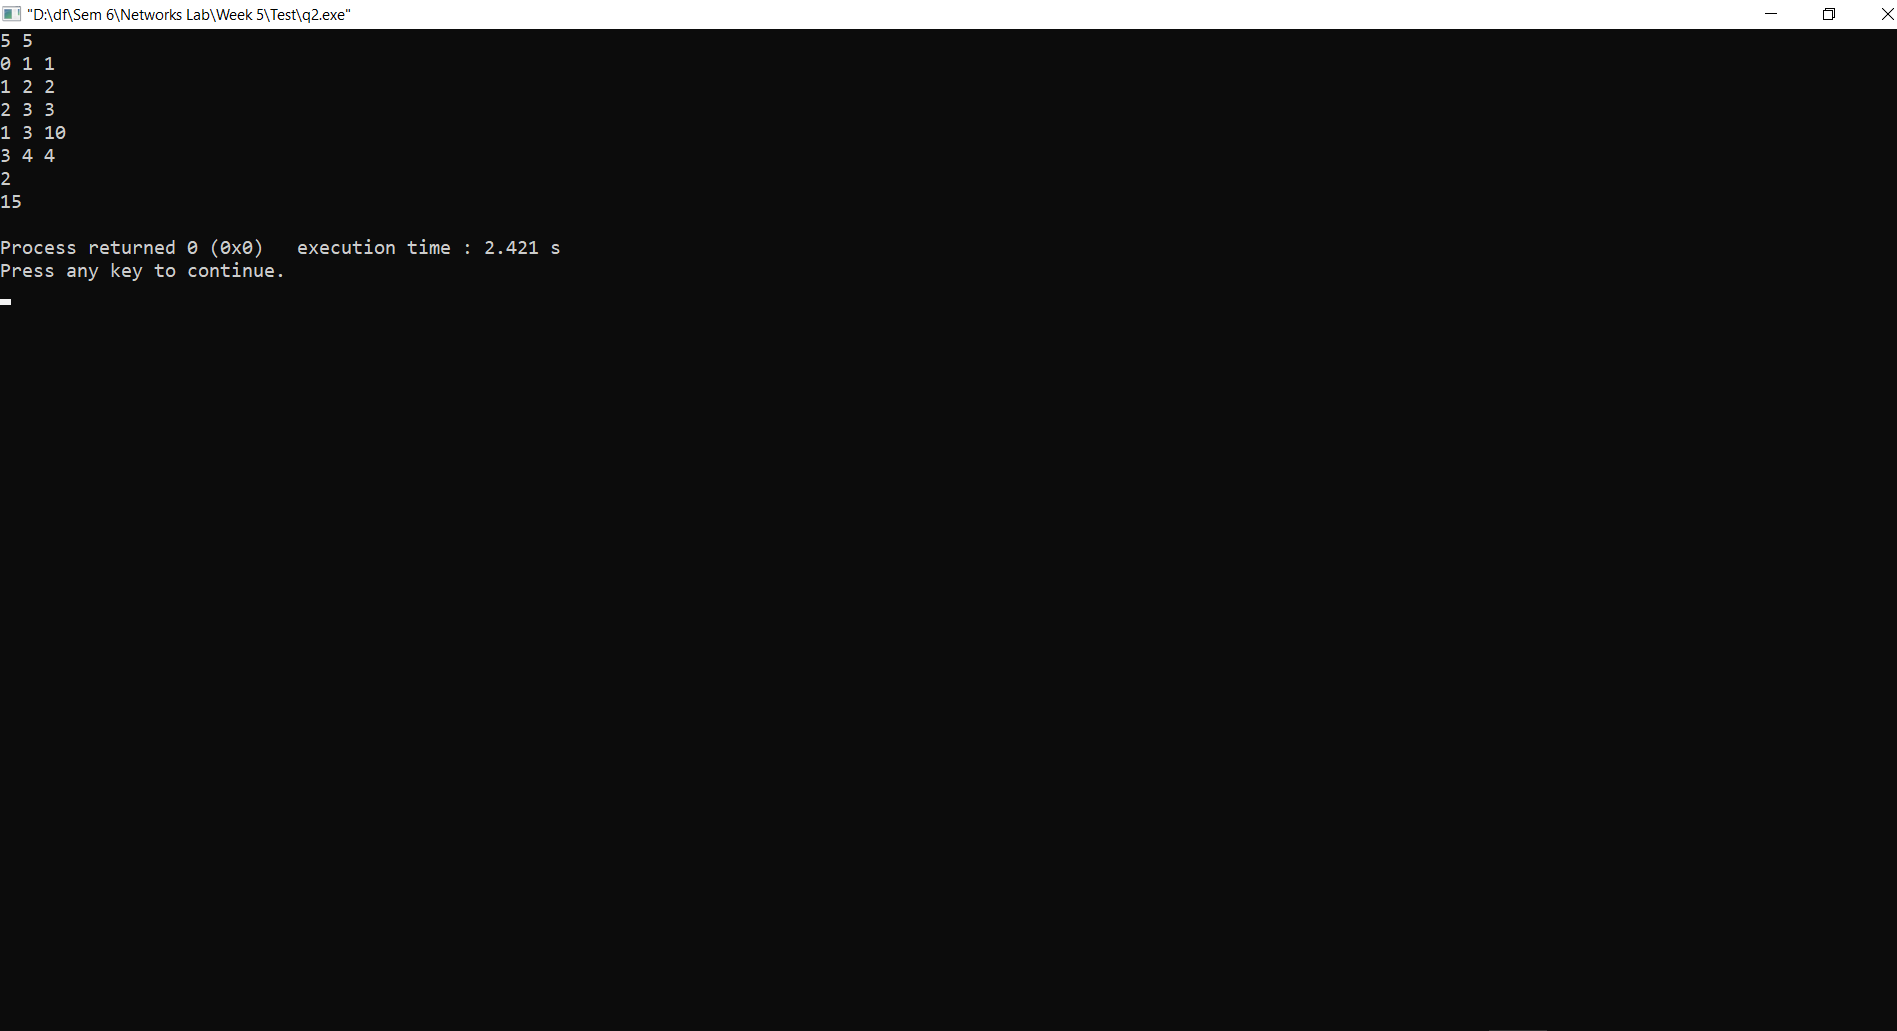 "D:\df\Sem 6\Networks Lab\Week 5\Test\q2.exe"
5 5
0 1 1
1 2 2
2 3 3
1 3 10
3 4 4
2
15
Process returned 0 (0x0)   execution time : 2.421 s
Press any key to continue.